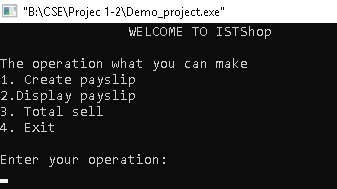 "B:\CSE\Projec 1-2\Demo_project.exe"
WELCOME TO ISTShop
The operation what you can make
1. Create payslip
2.Display payslip
3. Total sell
4. Exit
Enter your operation: